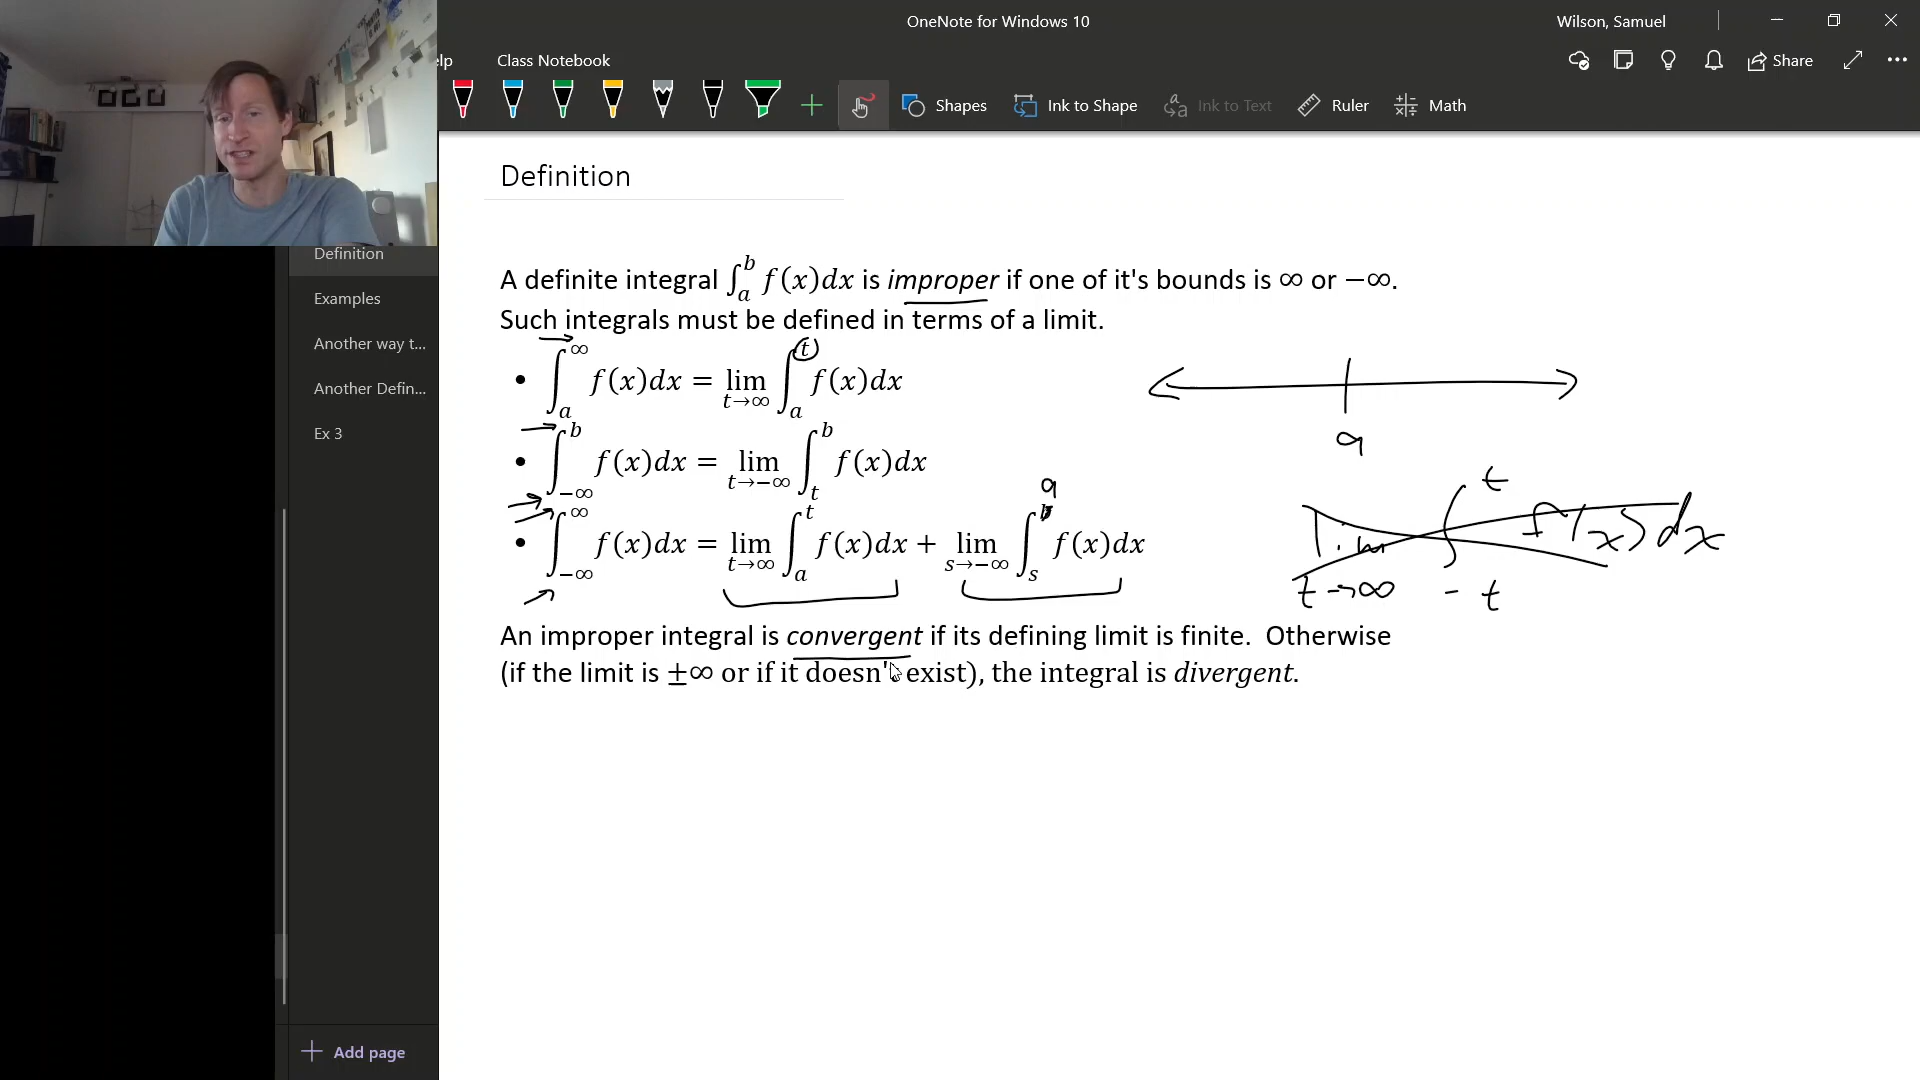 OneNote for Windows 10
Wilson, Samuel
lp Class Notebook
Share
Shapes Ink to Shape Ink to Text Ruler Math
Definition
Definition
Examples
Another way t...
Another Defin...
Ex 3
Add page
A definite integral ∫_a^b f(x)dx is improper if one of it's bounds is ∞ or −∞.
Such integrals must be defined in terms of a limit.
• ∫_a^∞ f(x)dx = lim_{t→∞} ∫_a^t f(x)dx
• ∫_{−∞}^b f(x)dx = lim_{t→−∞} ∫_t^b f(x)dx
• ∫_{−∞}^∞ f(x)dx = lim_{t→∞} ∫_a^t f(x)dx + lim_{s→−∞} ∫_s^a f(x)dx
a
lim_{t→∞} ∫_{-t}^t f(x)dx
An improper integral is convergent if its defining limit is finite. Otherwise
(if the limit is ±∞ or if it doesn't exist), the integral is divergent.